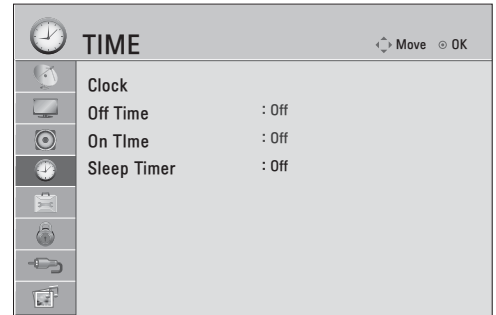 TIME Move OK
Clock
Off Time : Off
On TIme : Off
Sleep Timer : Off